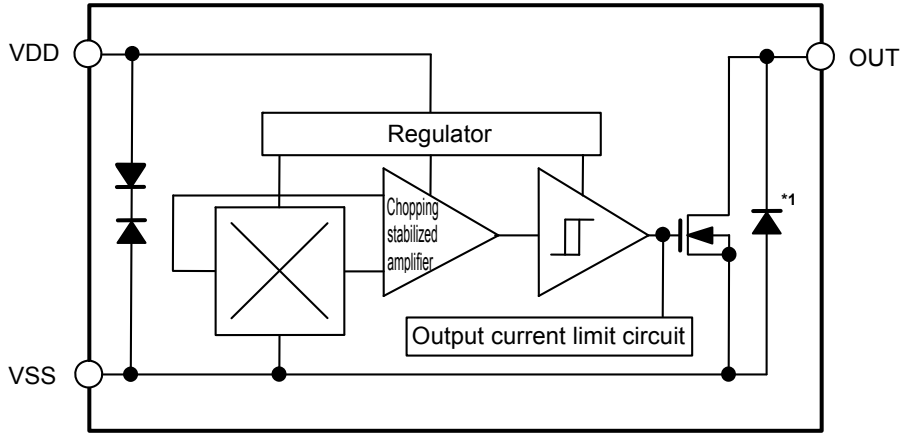 VDD
OUT
Regulator
Chopping
stabilized
amplifier
*1
Output current limit circuit
VSS